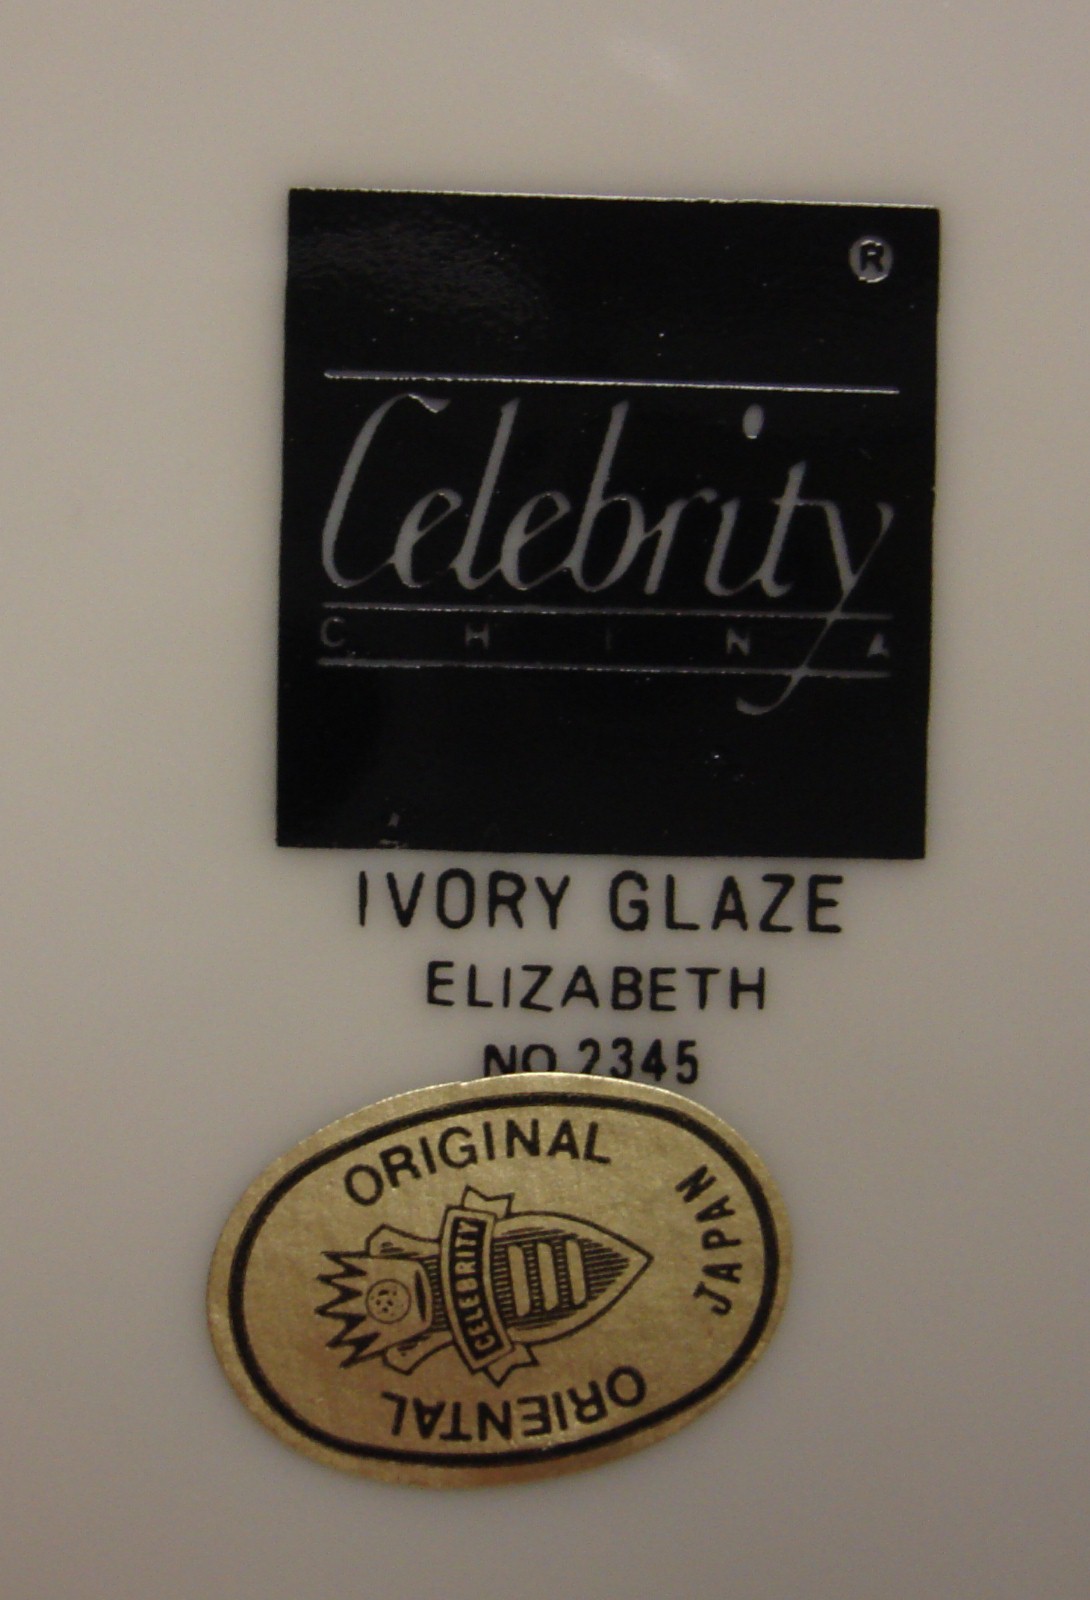 ®
Celebrity
CHINA
IVORY GLAZE
ELIZABETH
NO 2345
ORIGINAL
JAPAN
CELEBRITY
ORIENTAL